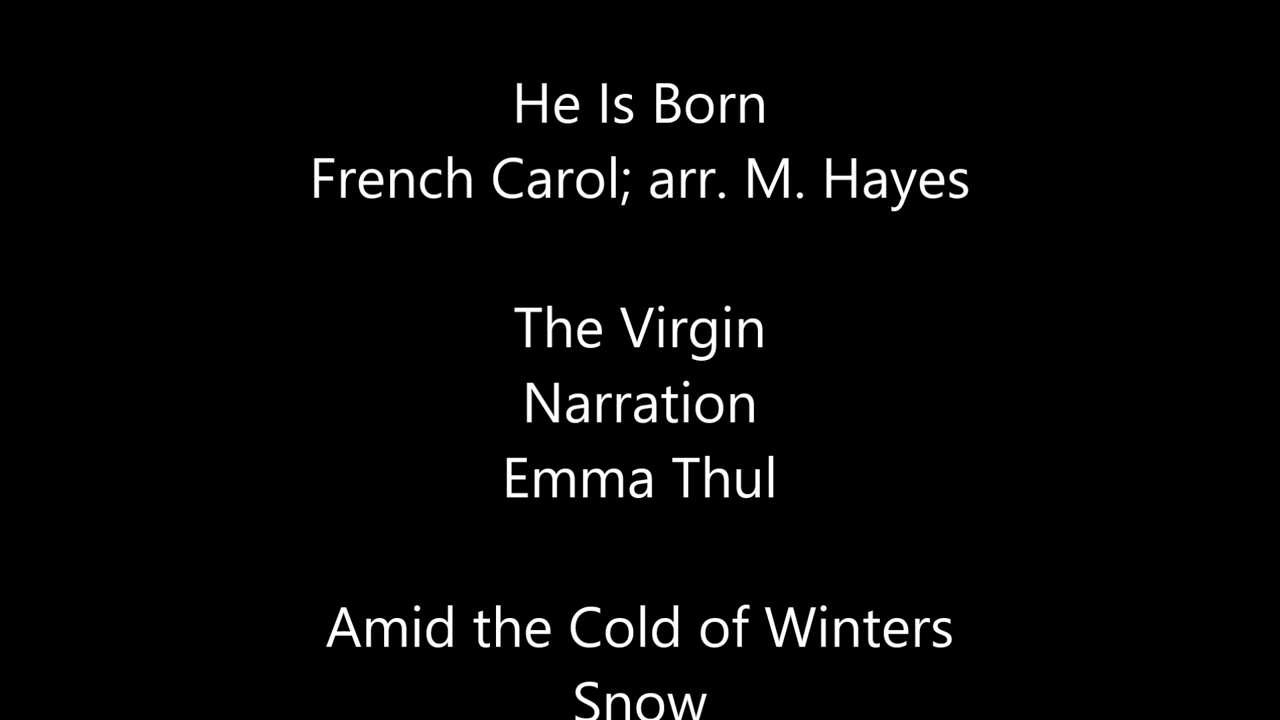 He Is Born
French Carol; arr. M. Hayes
The Virgin
Narration
Emma Thul
Amid the Cold of Winters
Snow